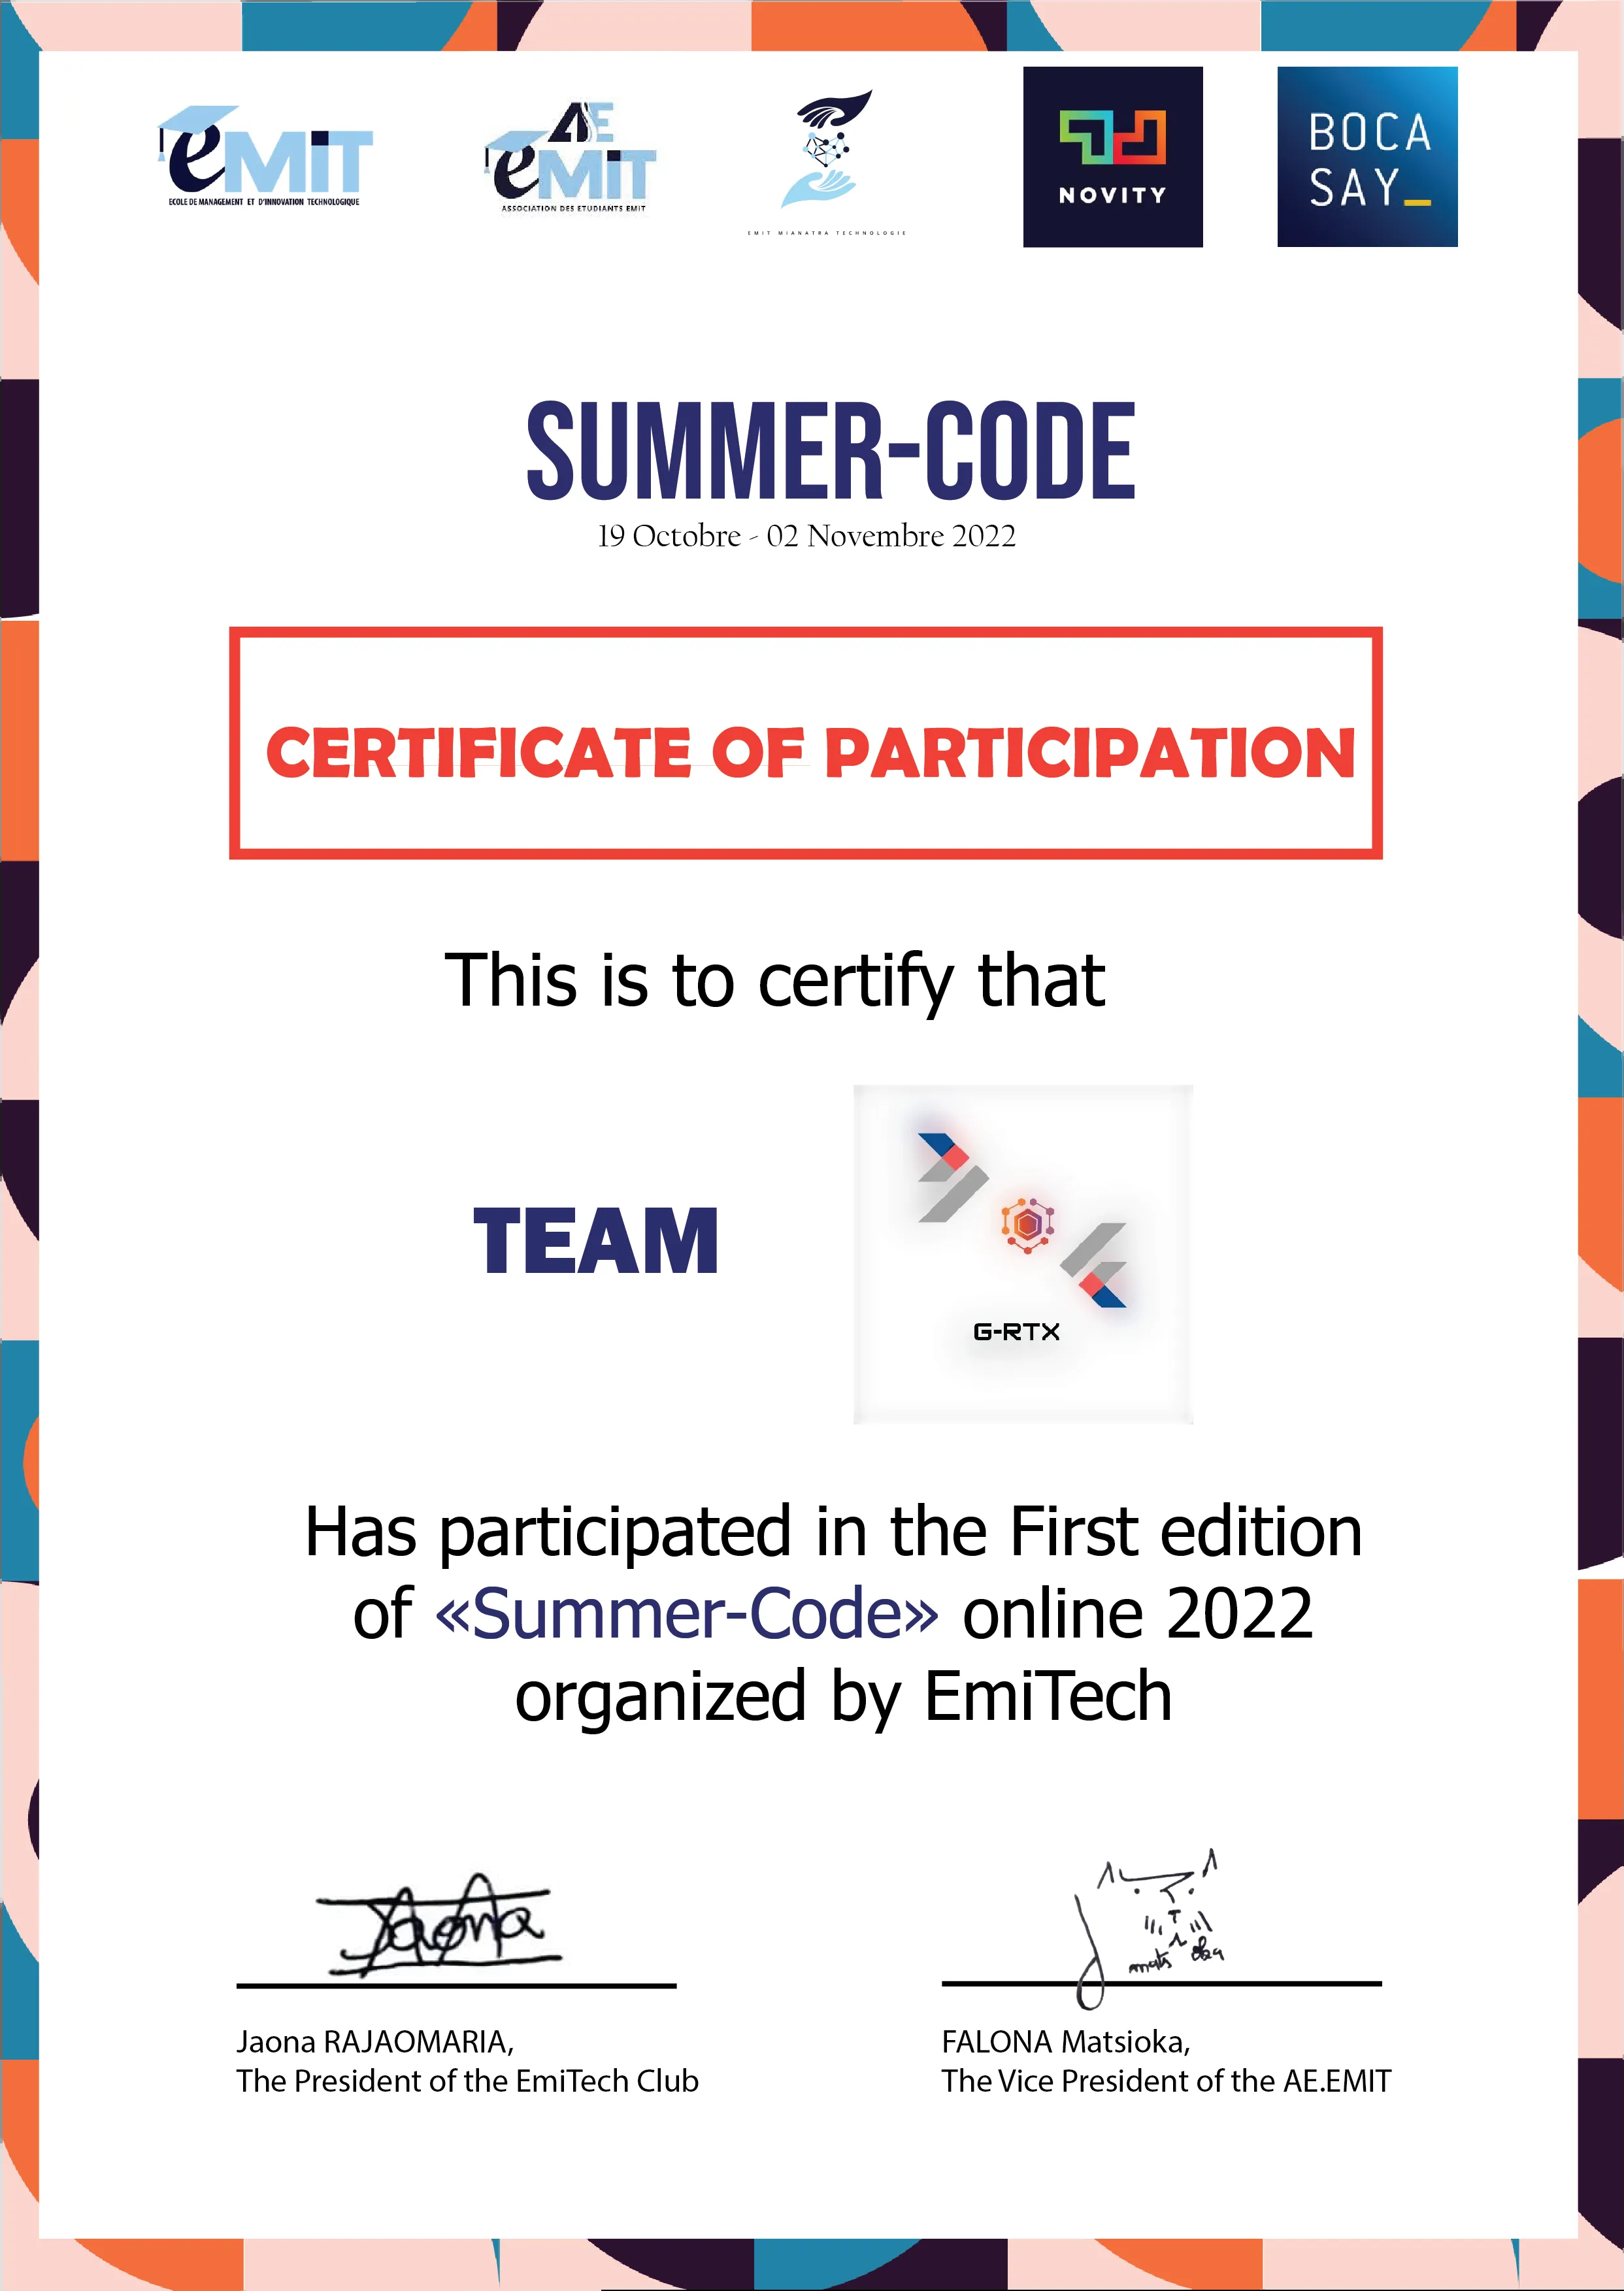 eMiT
ECOLE DE MANAGEMENT ET D'INNOVATION TECHNOLOGIQUE
AE
eMiT
ASSOCIATION DES ETUDIANTS EMIT
EMIT MIANATRA TECHNOLOGIE
NOVITY
BOCA
SAY_
SUMMER-CODE
19 Octobre - 02 Novembre 2022
CERTIFICATE OF PARTICIPATION
This is to certify that
TEAM
G-RTX
Has participated in the First edition
of «Summer-Code» online 2022
organized by EmiTech
Jaona
Jaona RAJAOMARIA,
The President of the EmiTech Club
FALONA Matsioka,
The Vice President of the AE.EMIT